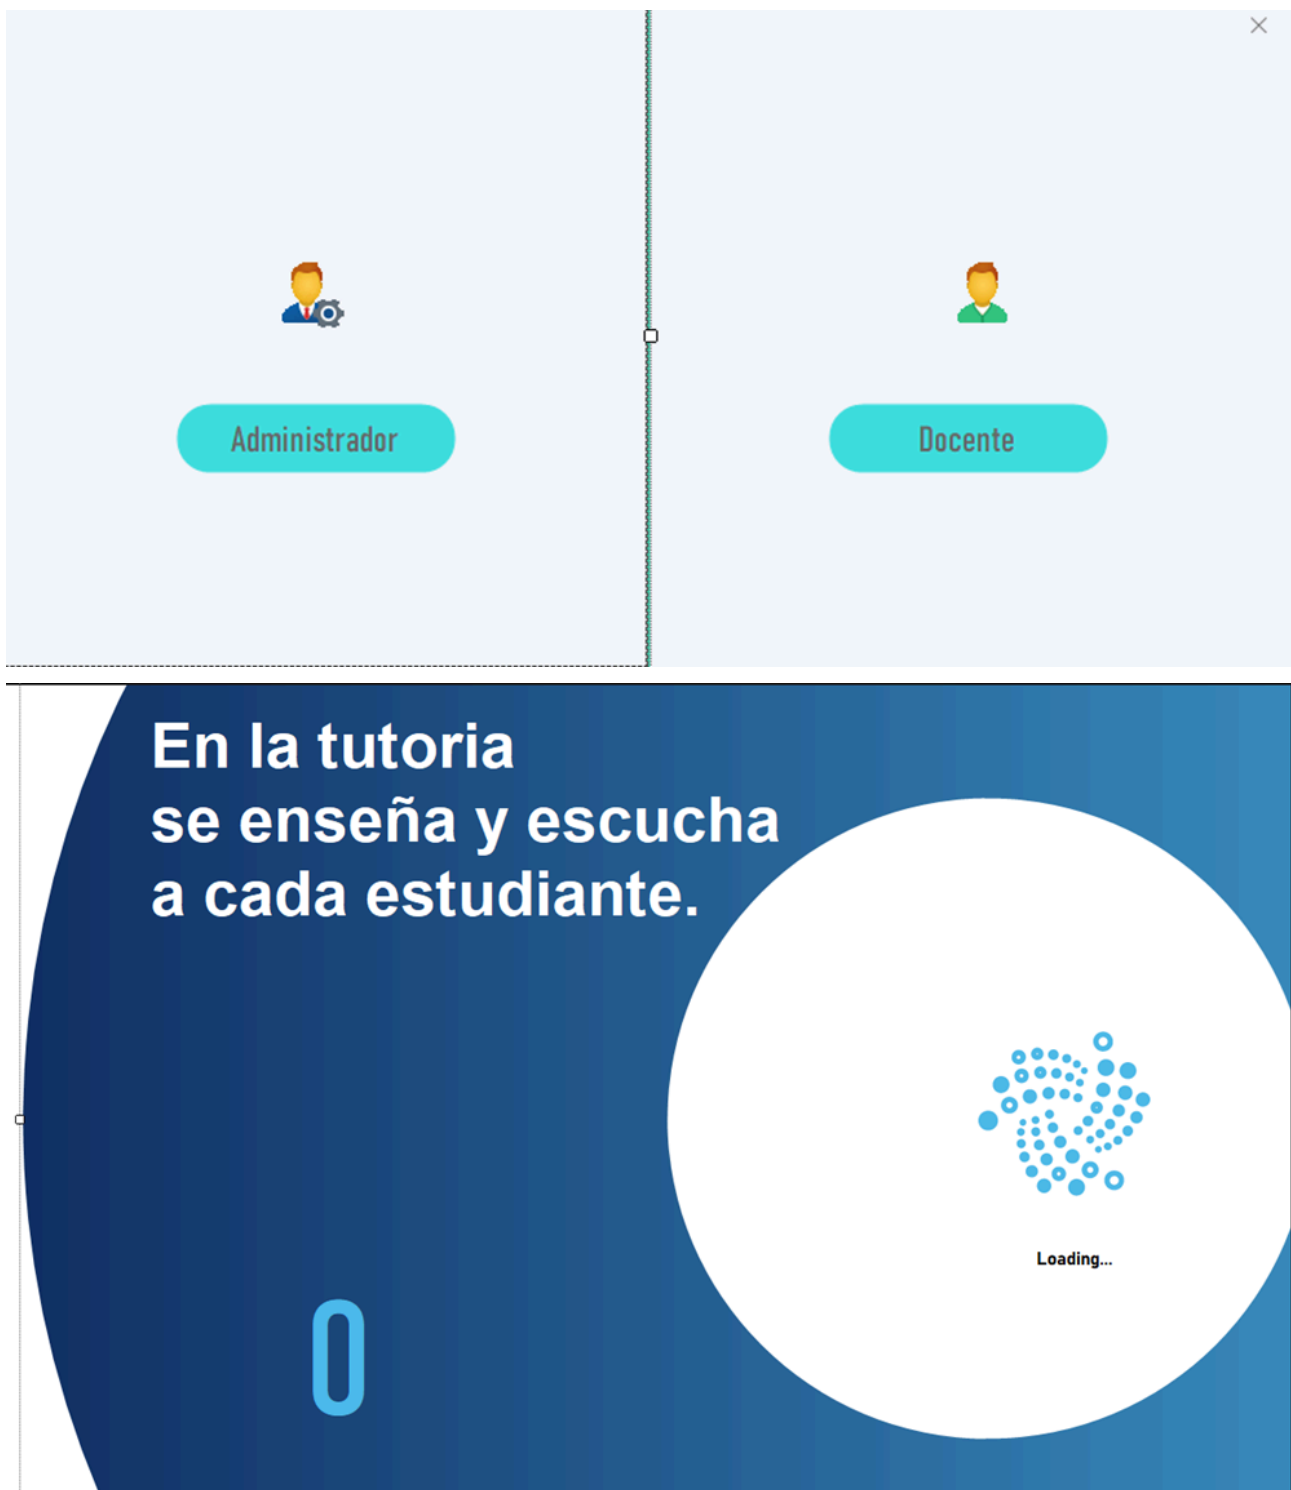 Administrador
Docente
En la tutoria
se enseña y escucha
a cada estudiante.
Loading...
0